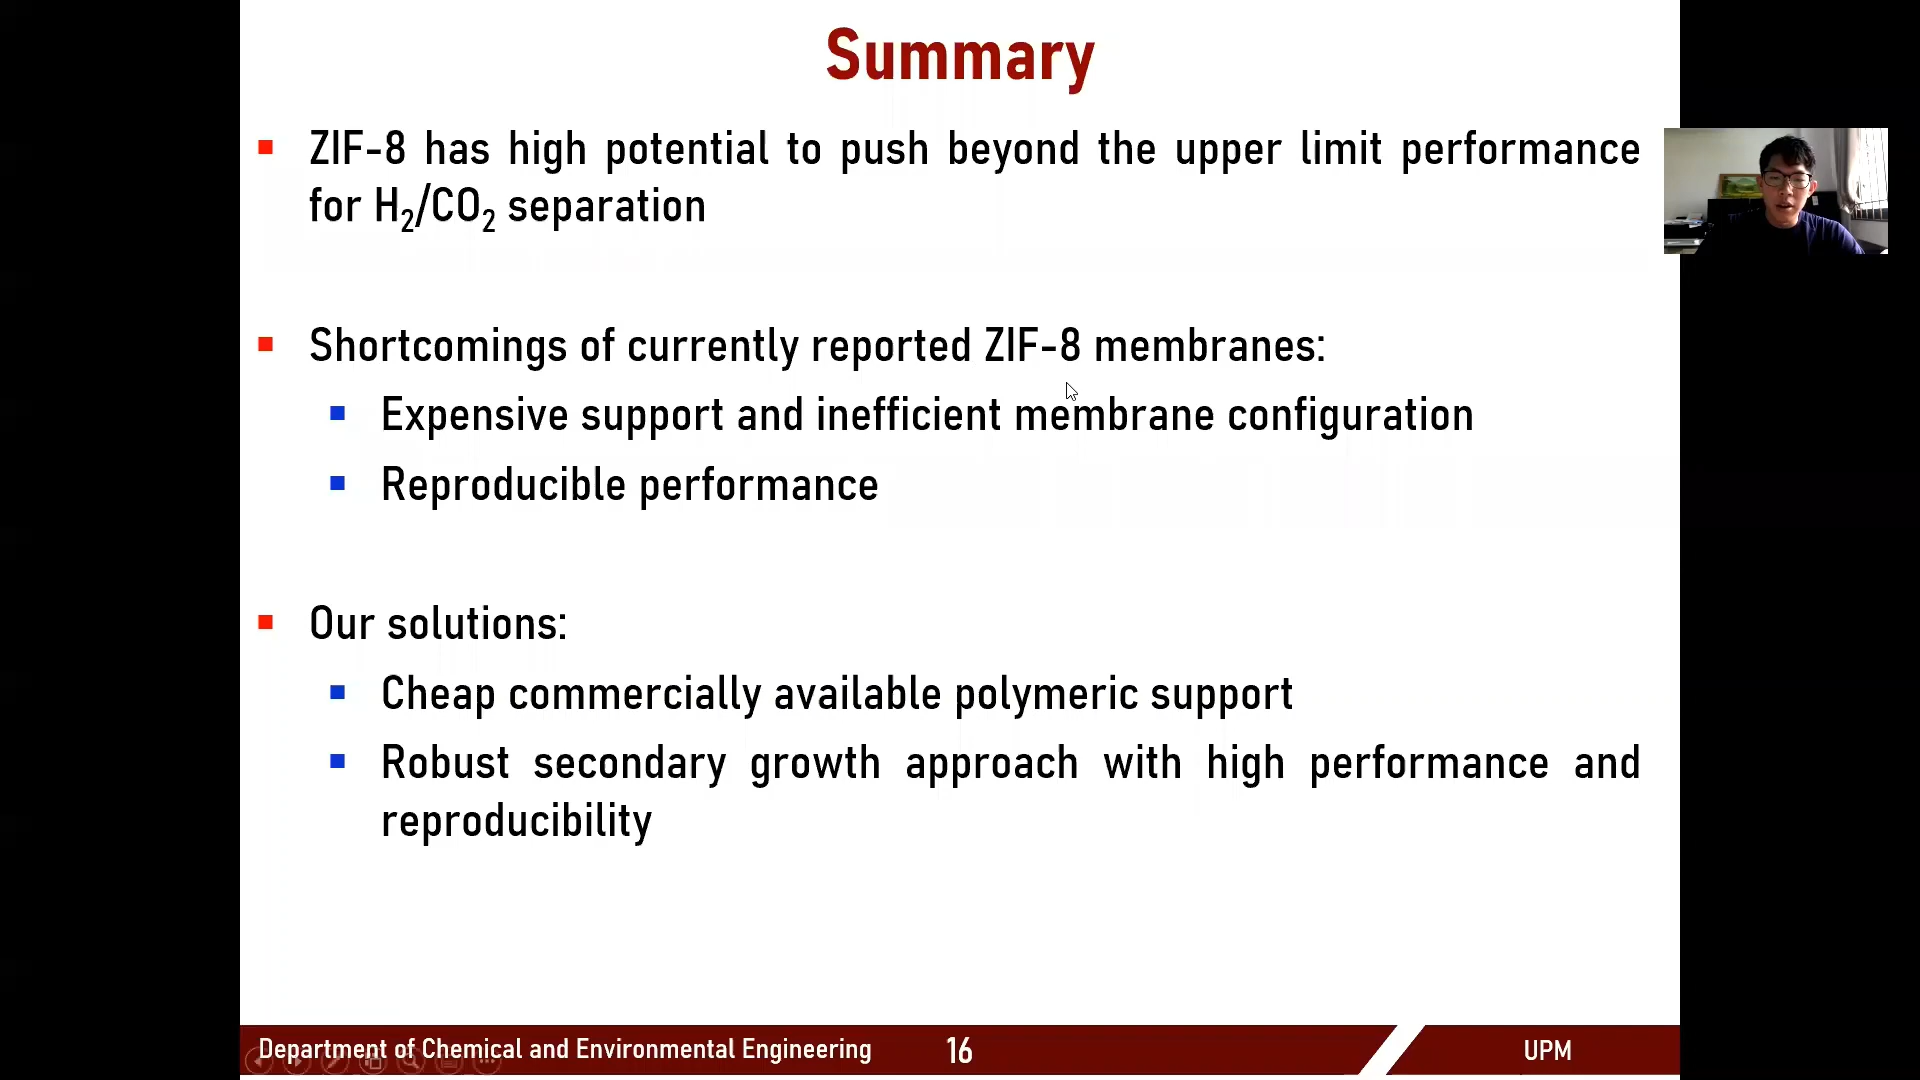 Summary
ZIF-8 has high potential to push beyond the upper limit performance
for H₂/CO₂ separation
Shortcomings of currently reported ZIF-8 membranes:
Expensive support and inefficient membrane configuration
Reproducible performance
Our solutions:
Cheap commercially available polymeric support
Robust secondary growth approach with high performance and
reproducibility
Department of Chemical and Environmental Engineering
16
UPM